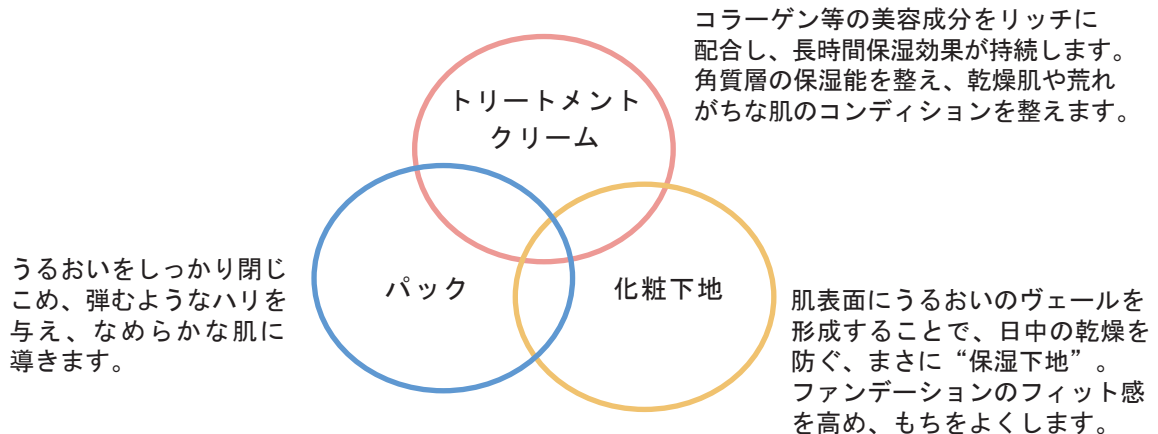 コラーゲン等の美容成分をリッチに
配合し、長時間保湿効果が持続します。
角質層の保湿能を整え、乾燥肌や荒れ
がちな肌のコンディションを整えます。
トリートメント
クリーム
パック
化粧下地
うるおいをしっかり閉じ
こめ、弾むようなハリを
与え、なめらかな肌に
導きます。
肌表面にうるおいのヴェールを
形成することで、日中の乾燥を
防ぐ、まさに“保湿下地”。
ファンデーションのフィット感
を高め、もちをよくします。